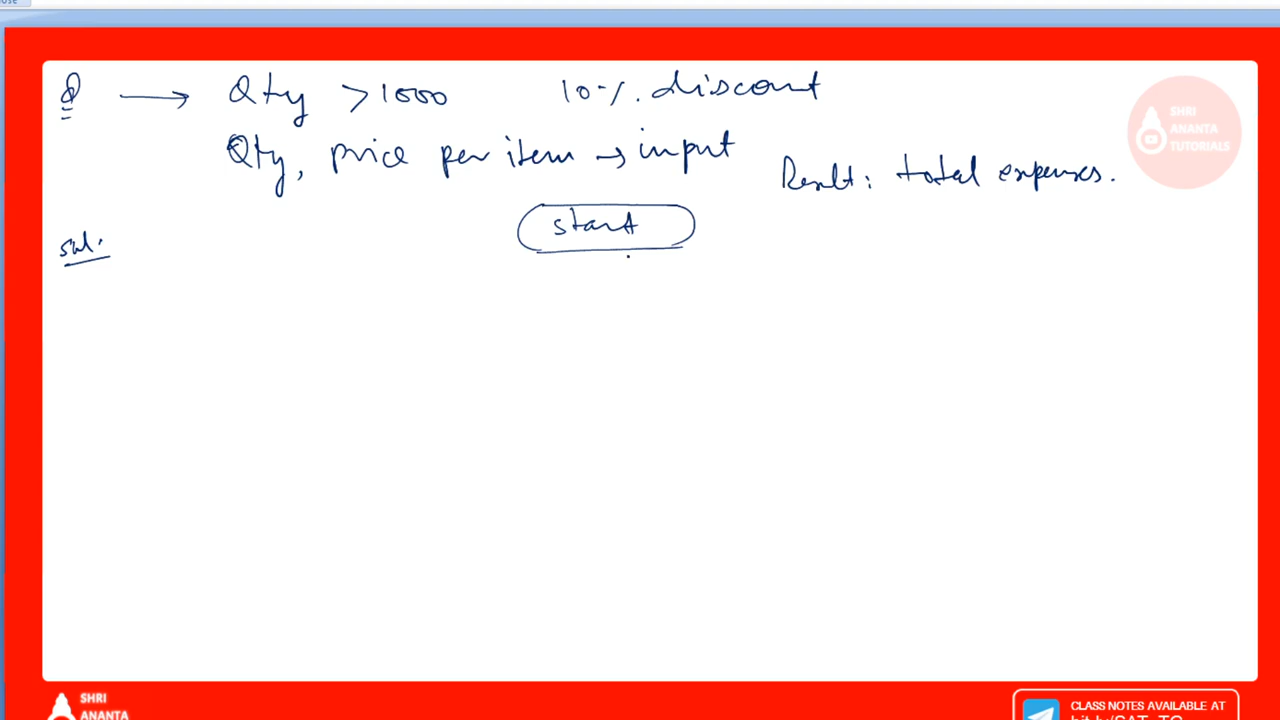 Q → Qty >1000 10%. discount
Qty, price per item → input
Result: total expenses.
start
sol:
SHRI
ANANTA
TUTORIALS
SHRI
ANANTA
CLASS NOTES AVAILABLE AT